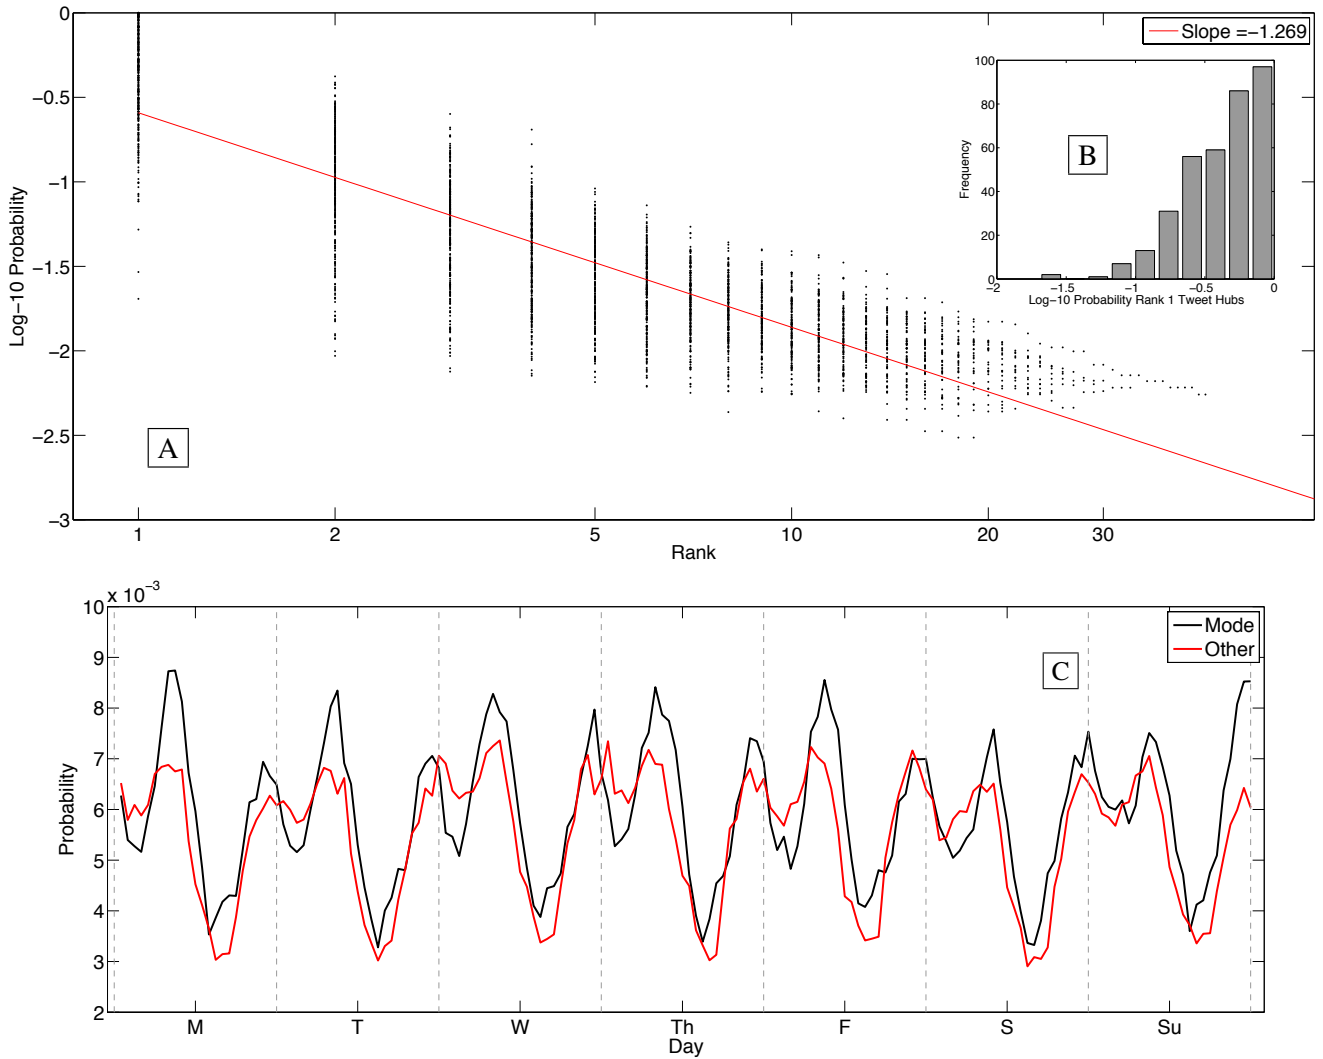 0
−0.5
−1
−1.5
−2
−2.5
−3
Log−10 Probability
1
2
5
10
20
30
Rank
Slope =−1.269
A
100
80
60
40
20
0
Frequency
−2
−1.5
−1
−0.5
0
Log−10 Probability Rank 1 Tweet Hubs
B
10 x 10⁻³
9
8
7
6
5
4
3
2
Probability
Mode
Other
C
M
T
W
Th
F
S
Su
Day